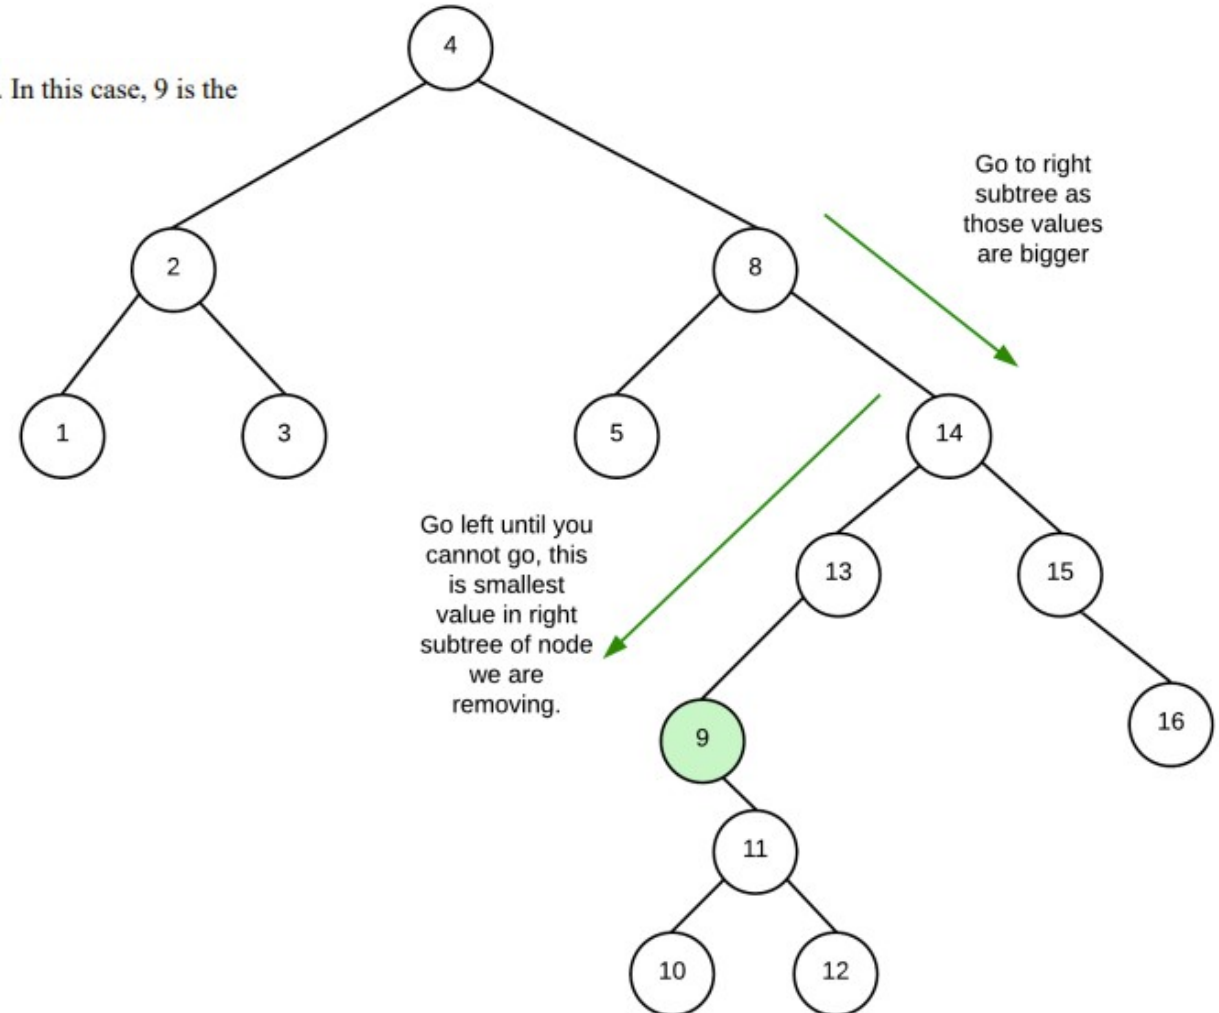 4
. In this case, 9 is the
Go to right
subtree as
those values
are bigger
2
8
1
3
5
14
Go left until you
cannot go, this
is smallest
value in right
subtree of node
we are
removing.
13
15
9
16
11
10
12